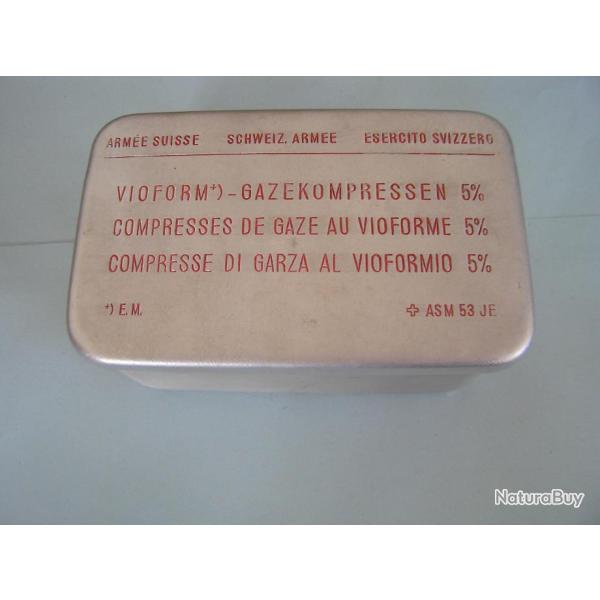 ARMÉE SUISSE SCHWEIZ. ARMEE ESERCITO SVIZZERO
VIOFORM+)-GAZEKOMPRESSEN 5%
COMPRESSES DE GAZE AU VIOFORME 5%
COMPRESSE DI GARZA AL VIOFORMIO 5%
+) E.M. ASM 53 JE
NaturaBuy